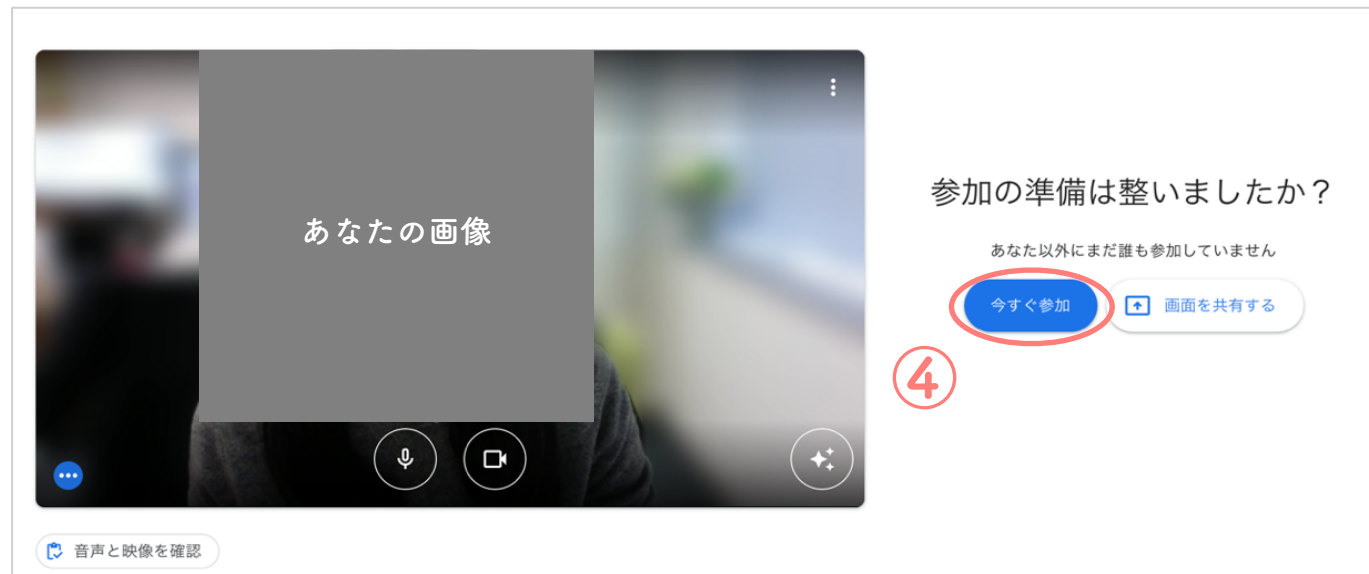 あなたの画像
参加の準備は整いましたか？
あなた以外にまだ誰も参加していません
今すぐ参加
画面を共有する
④
音声と映像を確認